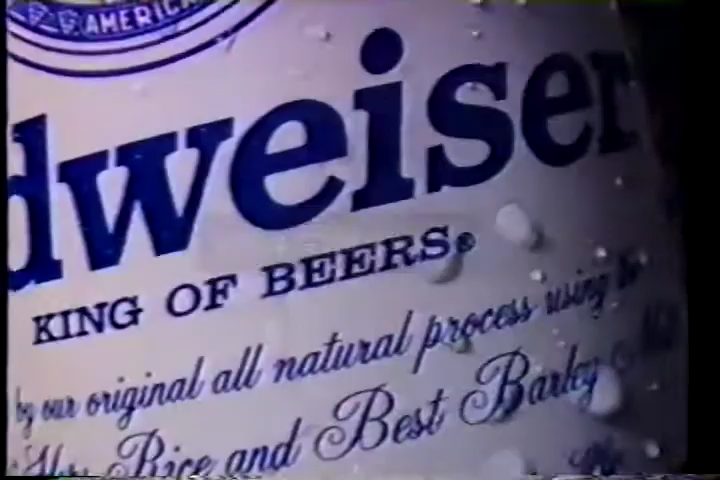 AMERICA
dweiser
KING OF BEERS®
by our original all natural process using
Rice and Best Barley